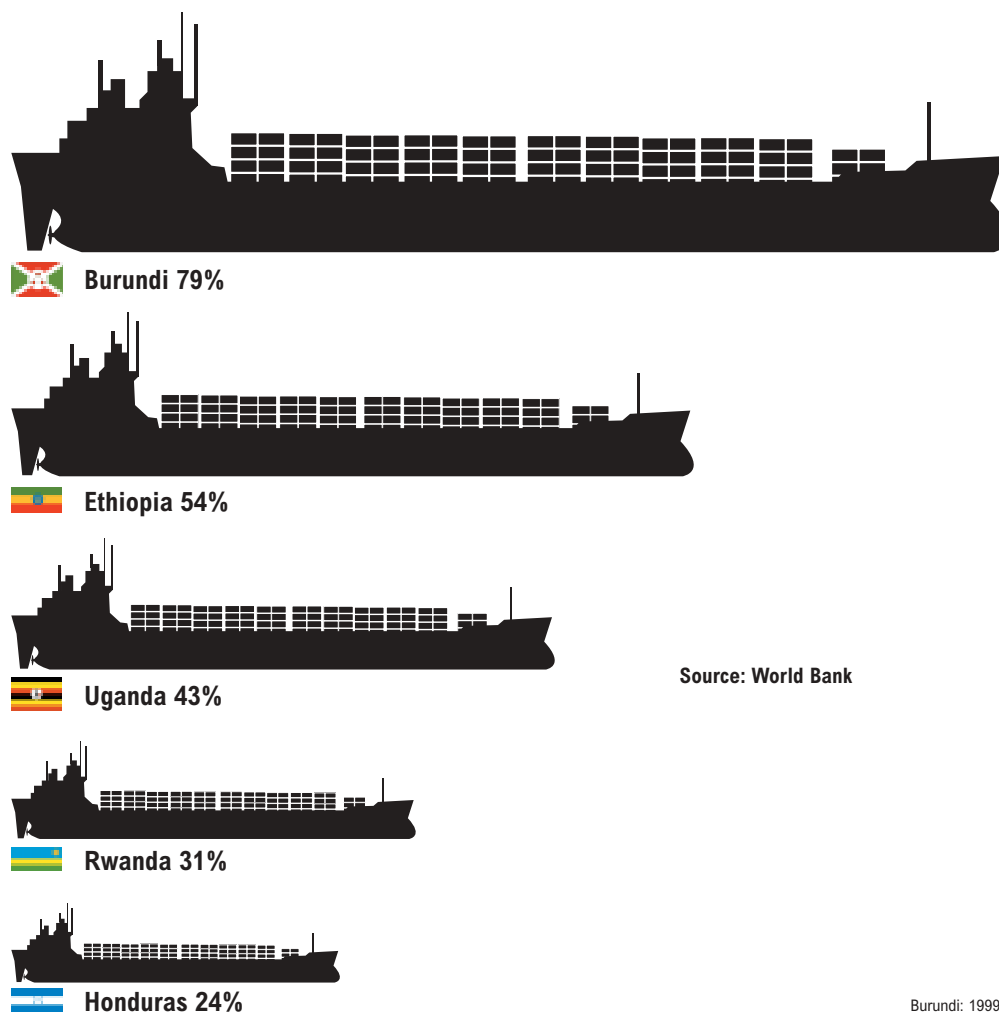 Burundi 79%
Ethiopia 54%
Uganda 43%
Source: World Bank
Rwanda 31%
Honduras 24%
Burundi: 1999